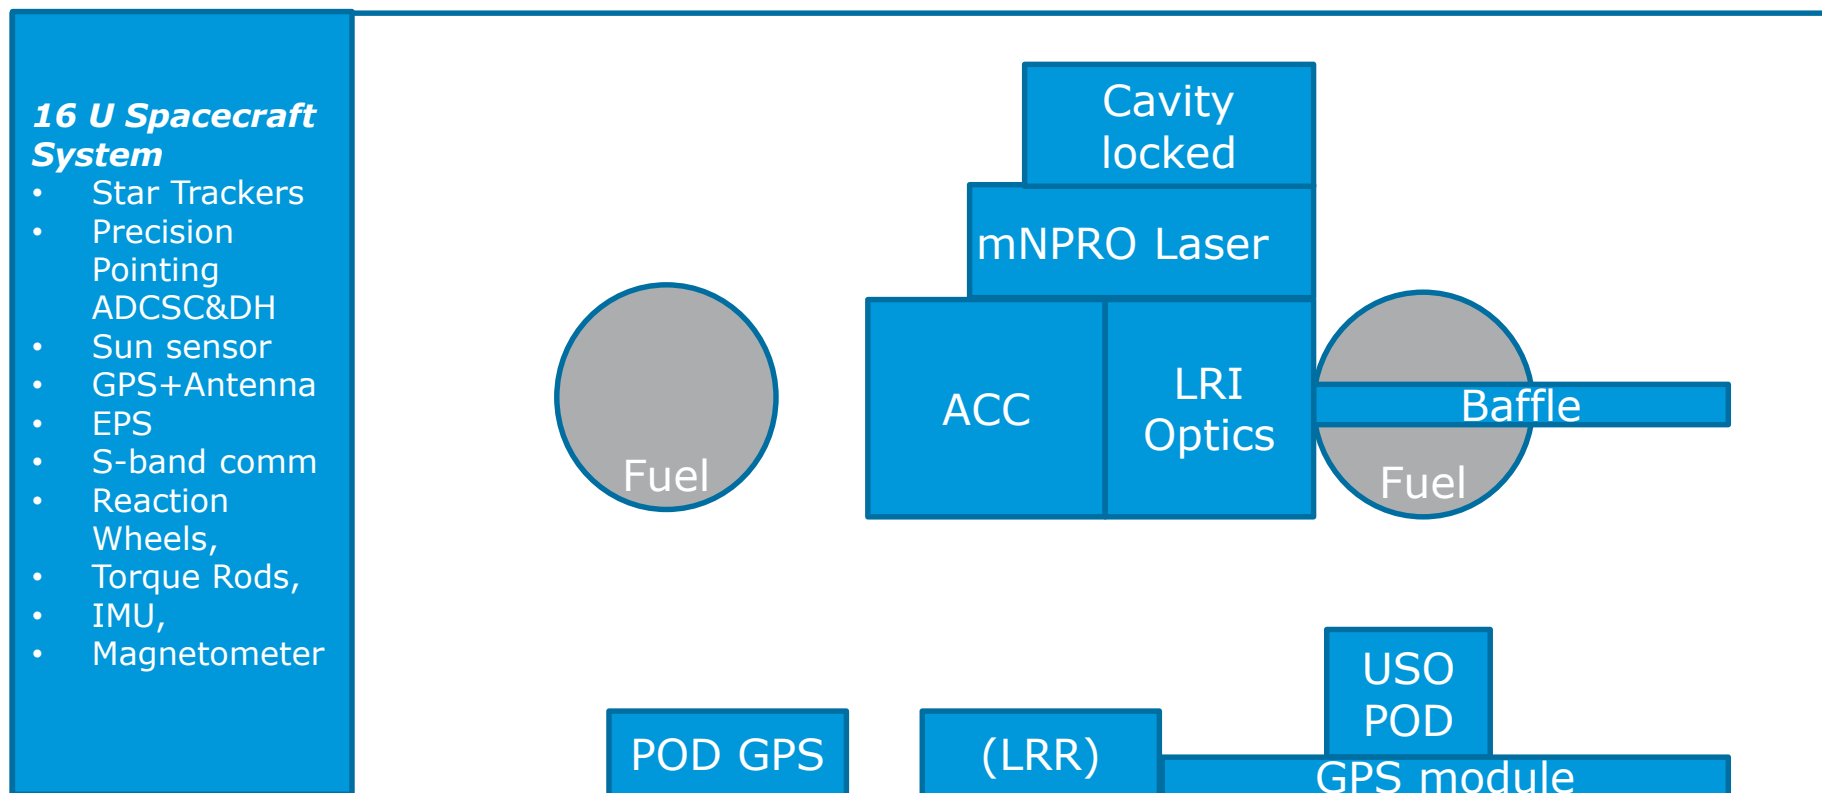 16 U Spacecraft
System
• Star Trackers
• Precision
Pointing
ADCSC&DH
• Sun sensor
• GPS+Antenna
• EPS
• S-band comm
• Reaction
Wheels,
• Torque Rods,
• IMU,
• Magnetometer
Cavity
locked
mNPRO Laser
ACC
LRI
Optics
Baffle
Fuel
Fuel
USO
POD
POD GPS
(LRR)
GPS module